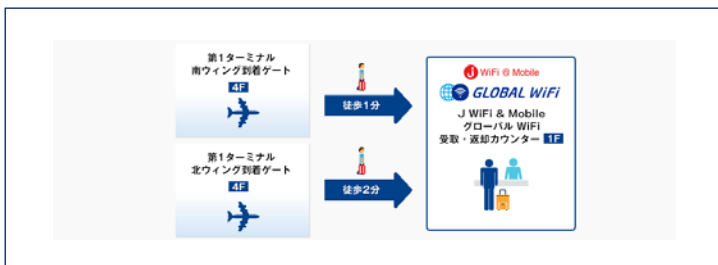 第1ターミナル
南ウィング到着ゲート
4F
徒歩1分
第1ターミナル
北ウィング到着ゲート
4F
徒歩2分
J WiFi & Mobile
GLOBAL WiFi
J WiFi & Mobile
グローバル WiFi
受取・返却カウンター 1F